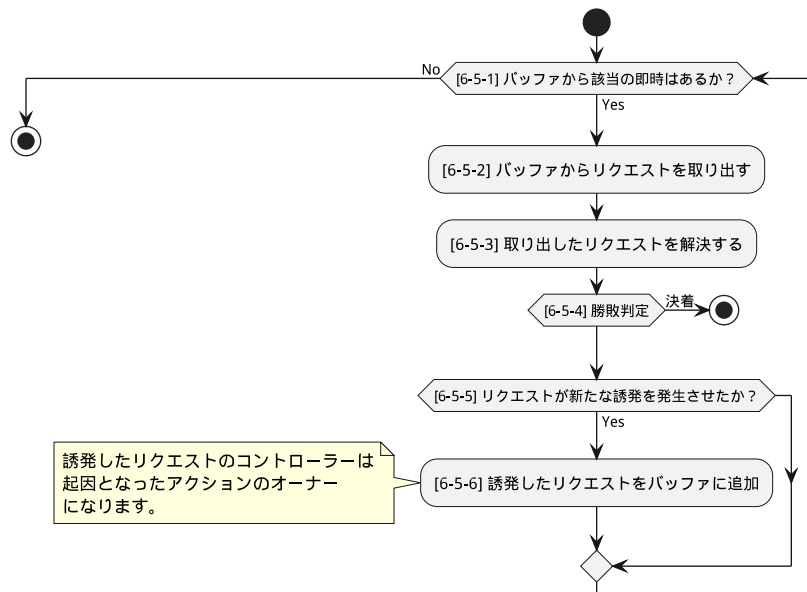 No
[6-5-1] バッファから該当の即時はあるか？
Yes
[6-5-2] バッファからリクエストを取り出す
[6-5-3] 取り出したリクエストを解決する
[6-5-4] 勝敗判定
決着
[6-5-5] リクエストが新たな誘発を発生させたか？
Yes
誘発したリクエストのコントローラーは
起因となったアクションのオーナー
になります。
[6-5-6] 誘発したリクエストをバッファに追加